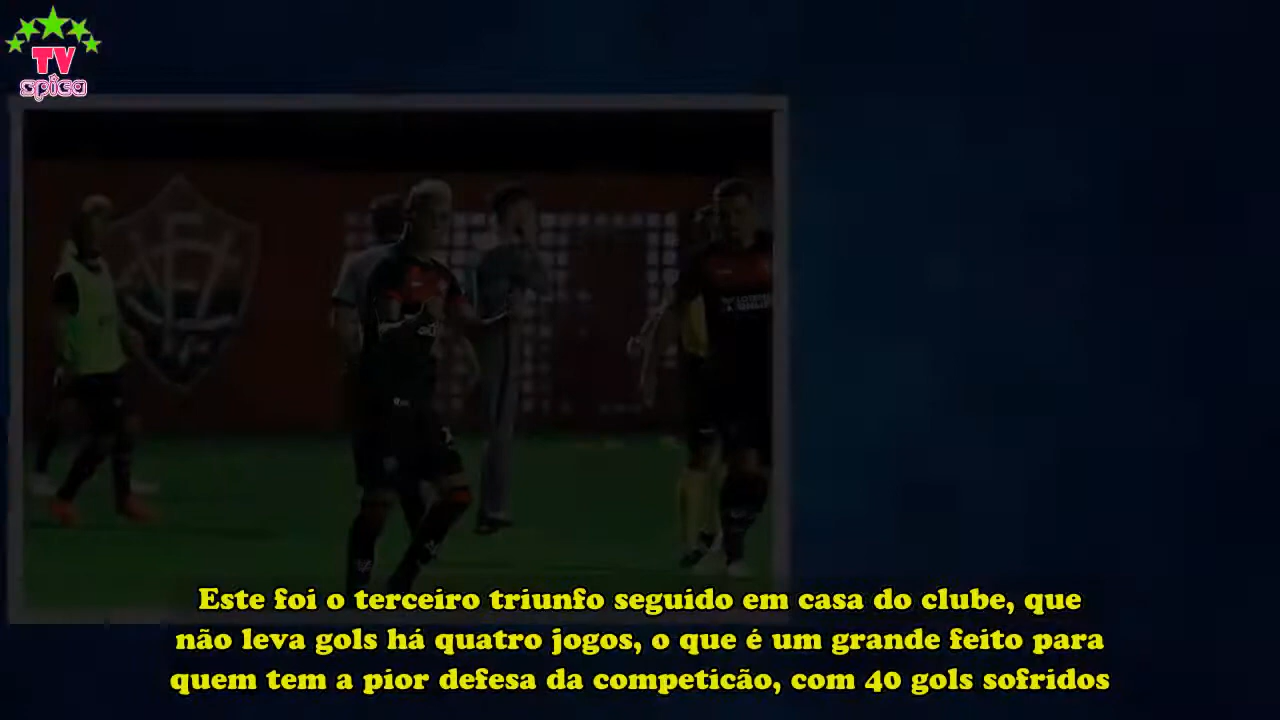 TV
spica
Este foi o terceiro triunfo seguido em casa do clube, que
não leva gols há quatro jogos, o que é um grande feito para
quem tem a pior defesa da competicão, com 40 gols sofridos